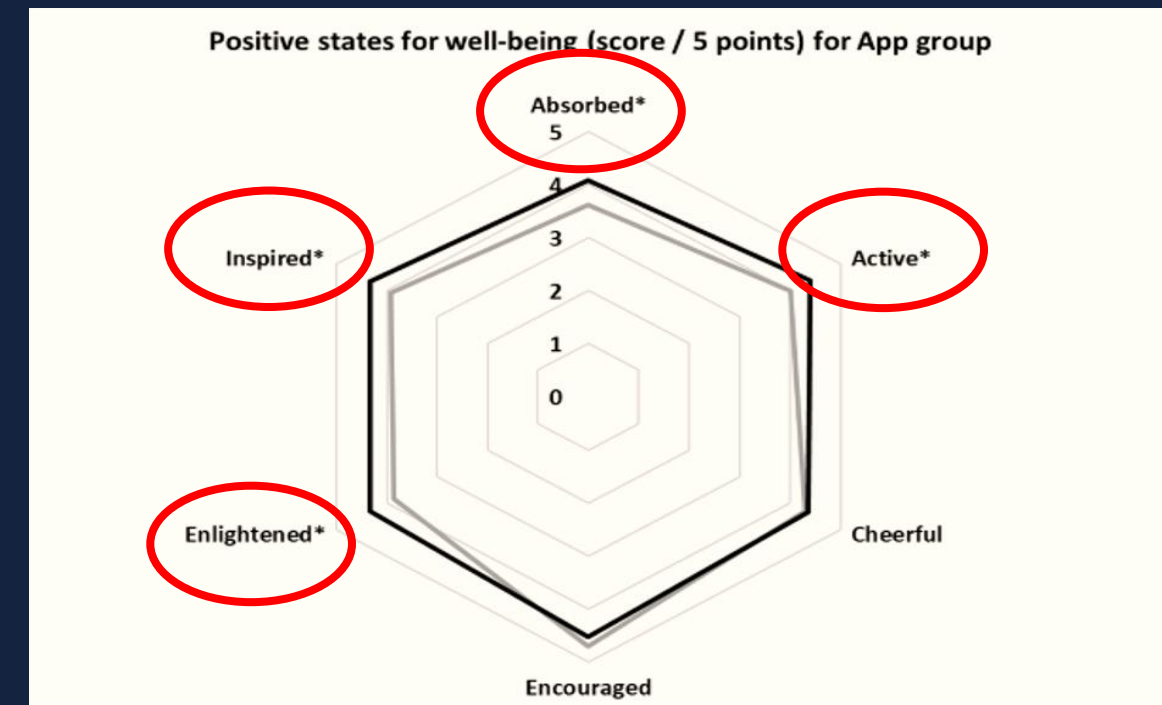 Positive states for well-being (score / 5 points) for App group
Absorbed*
5
4
3
2
1
0
Inspired*
Active*
Enlightened*
Cheerful
Encouraged